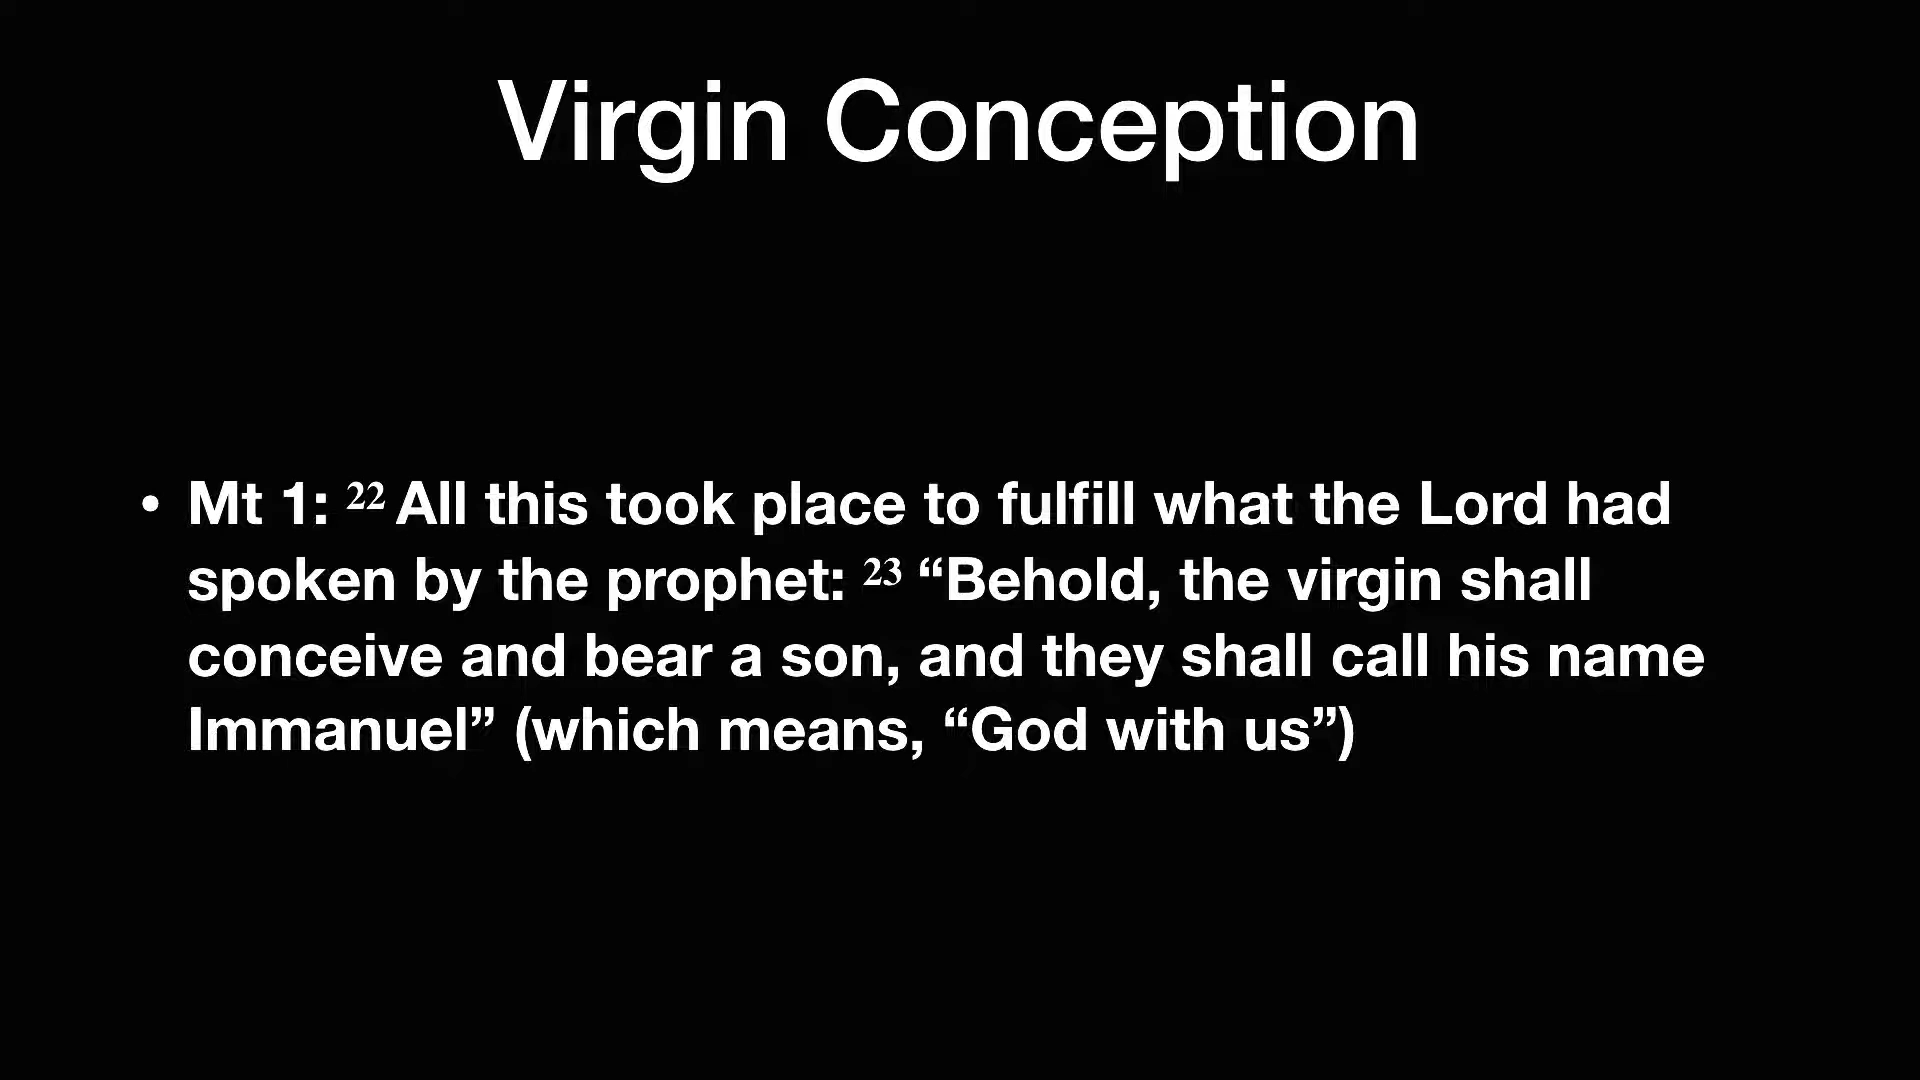 Virgin Conception
• Mt 1: ²² All this took place to fulfill what the Lord had
spoken by the prophet: ²³ “Behold, the virgin shall
conceive and bear a son, and they shall call his name
Immanuel” (which means, “God with us”)